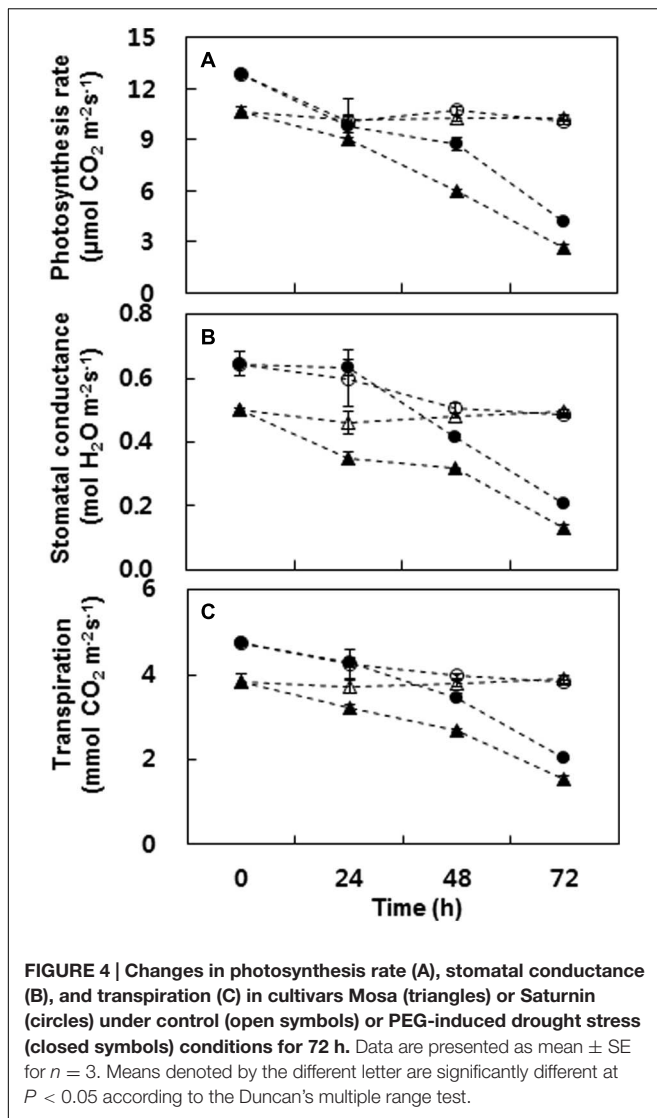 15
12
9
6
3
0
A
Photosynthesis rate
(µmol CO₂ m⁻²s⁻¹)
0.8
0.6
0.4
0.2
0.0
B
Stomatal conductance
(mol H₂O m⁻²s⁻¹)
6
4
2
0
C
Transpiration
(mmol CO₂ m⁻²s⁻¹)
0 24 48 72
Time (h)
FIGURE 4 | Changes in photosynthesis rate (A), stomatal conductance
(B), and transpiration (C) in cultivars Mosa (triangles) or Saturnin
(circles) under control (open symbols) or PEG-induced drought stress
(closed symbols) conditions for 72 h. Data are presented as mean ± SE
for n = 3. Means denoted by the different letter are significantly different at
P < 0.05 according to the Duncan's multiple range test.